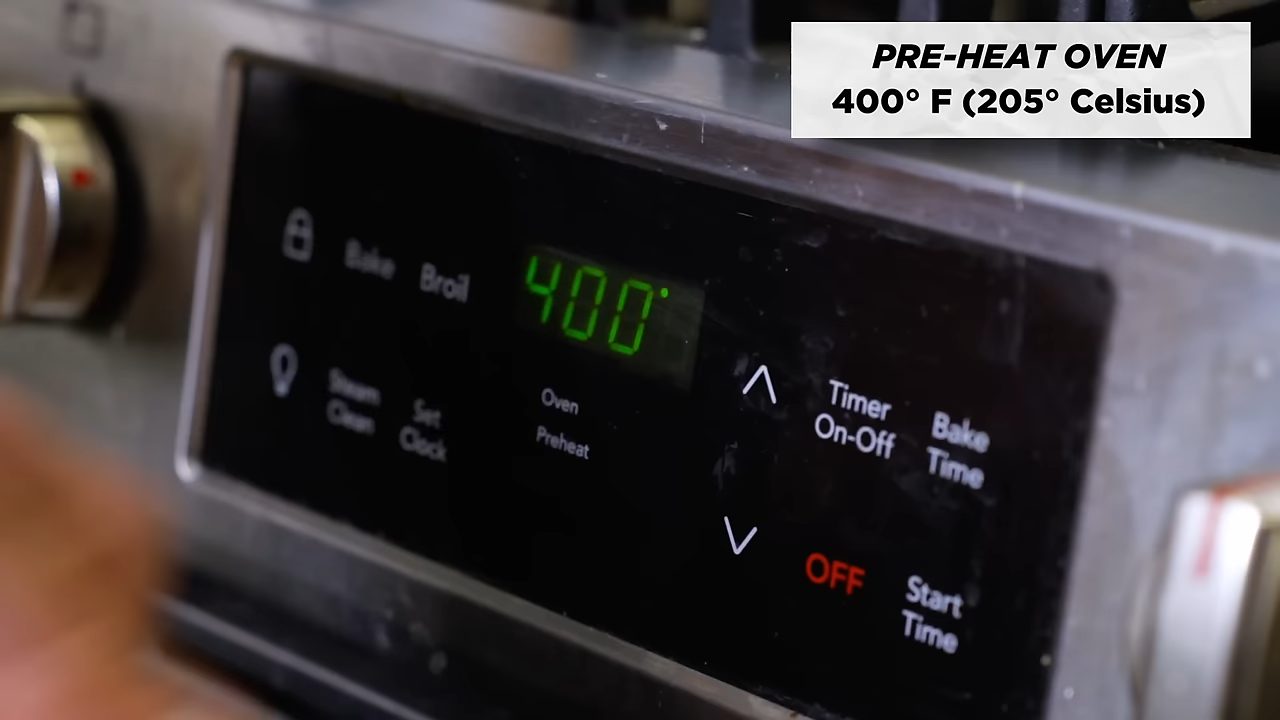 PRE-HEAT OVEN
400° F (205° Celsius)
Bake
Broil
400°
Steam
Clean
Set
Clock
Oven
Preheat
Timer
On-Off
Bake
Time
OFF
Start
Time